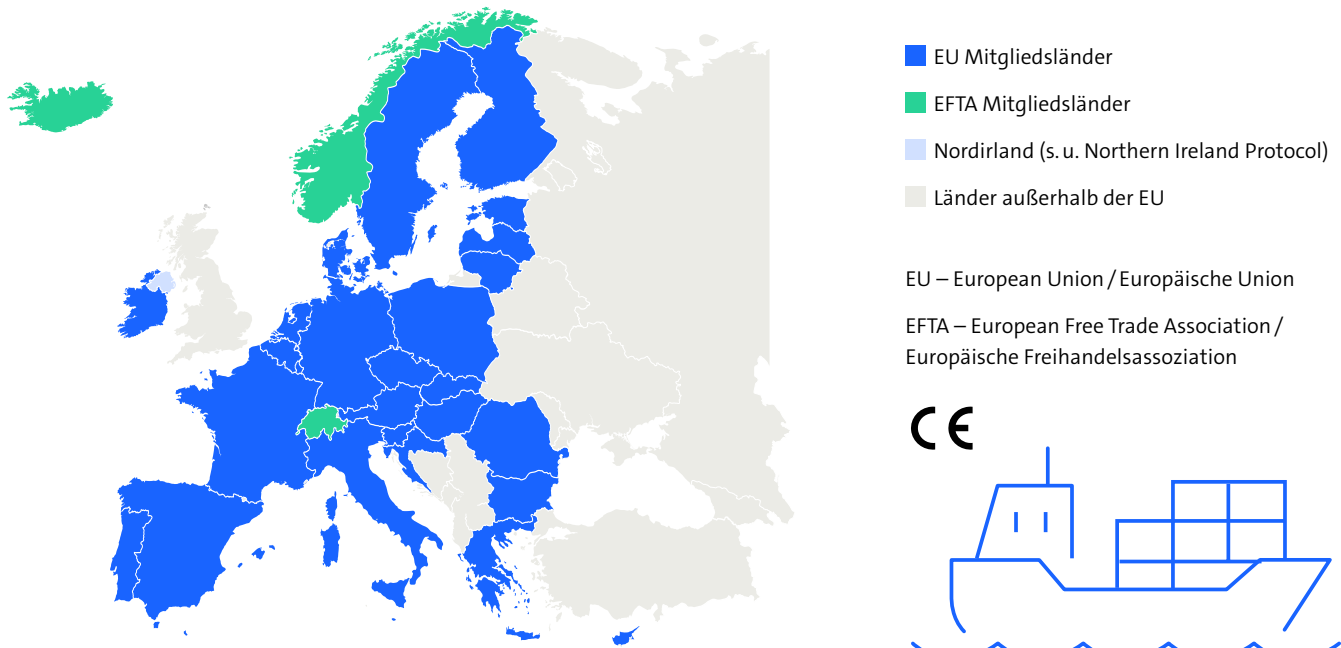 EU Mitgliedsländer
EFTA Mitgliedsländer
Nordirland (s. u. Northern Ireland Protocol)
Länder außerhalb der EU
EU – European Union / Europäische Union
EFTA – European Free Trade Association /
Europäische Freihandelsassoziation
CE